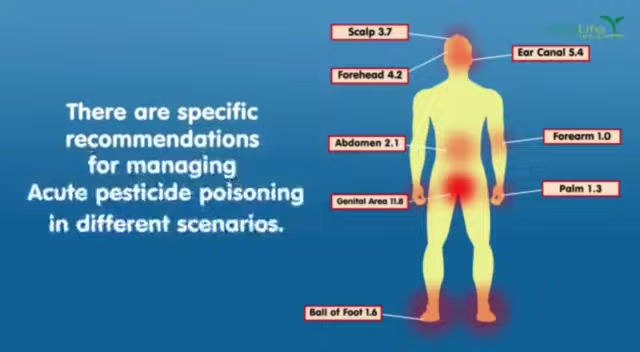 Life
Scalp 3.7
Ear Canal 5.4
Forehead 4.2
There are specific
recommendations
for managing
Acute pesticide poisoning
in different scenarios.
Abdomen 2.1
Forearm 1.0
Genital Area 11.8
Palm 1.3
Ball of Foot 1.6